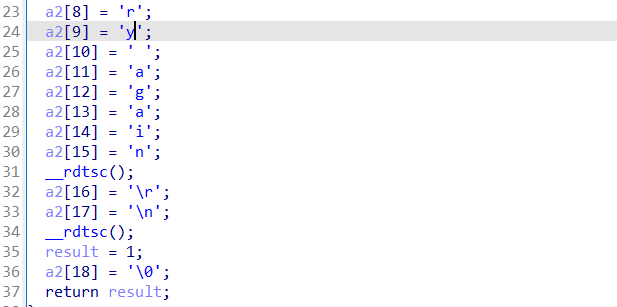 23 a2[8] = 'r';
24 a2[9] = 'y';
25 a2[10] = ' ';
26 a2[11] = 'a';
27 a2[12] = 'g';
28 a2[13] = 'a';
29 a2[14] = 'i';
30 a2[15] = 'n';
31 __rdtsc();
32 a2[16] = '\r';
33 a2[17] = '\n';
34 __rdtsc();
35 result = 1;
36 a2[18] = '\0';
37 return result;